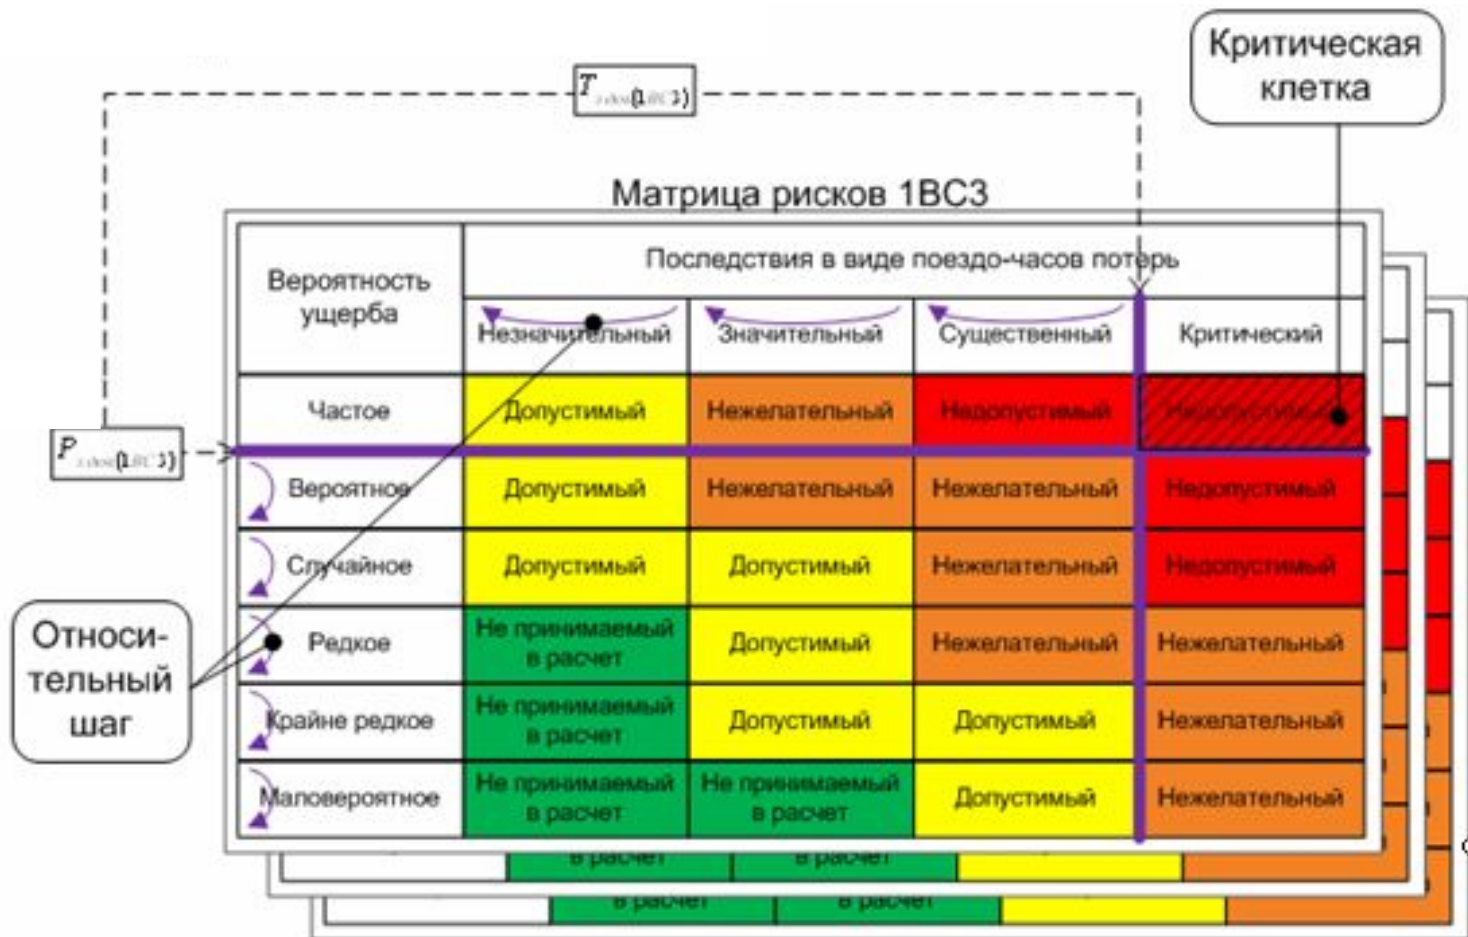 Критическая
клетка
Матрица рисков 1ВС3
Вероятность
ущерба
Последствия в виде поездо-часов потерь
Незначительный
Значительный
Существенный
Критический
Частое
Допустимый
Нежелательный
Недопустимый
Недопустимый
Вероятное
Допустимый
Нежелательный
Нежелательный
Недопустимый
Случайное
Допустимый
Допустимый
Нежелательный
Недопустимый
Относи-
тельный
шаг
Редкое
Не принимаемый
в расчет
Допустимый
Нежелательный
Нежелательный
Крайне редкое
Не принимаемый
в расчет
Допустимый
Допустимый
Нежелательный
Маловероятное
Не принимаемый
в расчет
Не принимаемый
в расчет
Допустимый
Нежелательный
в расчет
в расчет
в расчет
в расчет